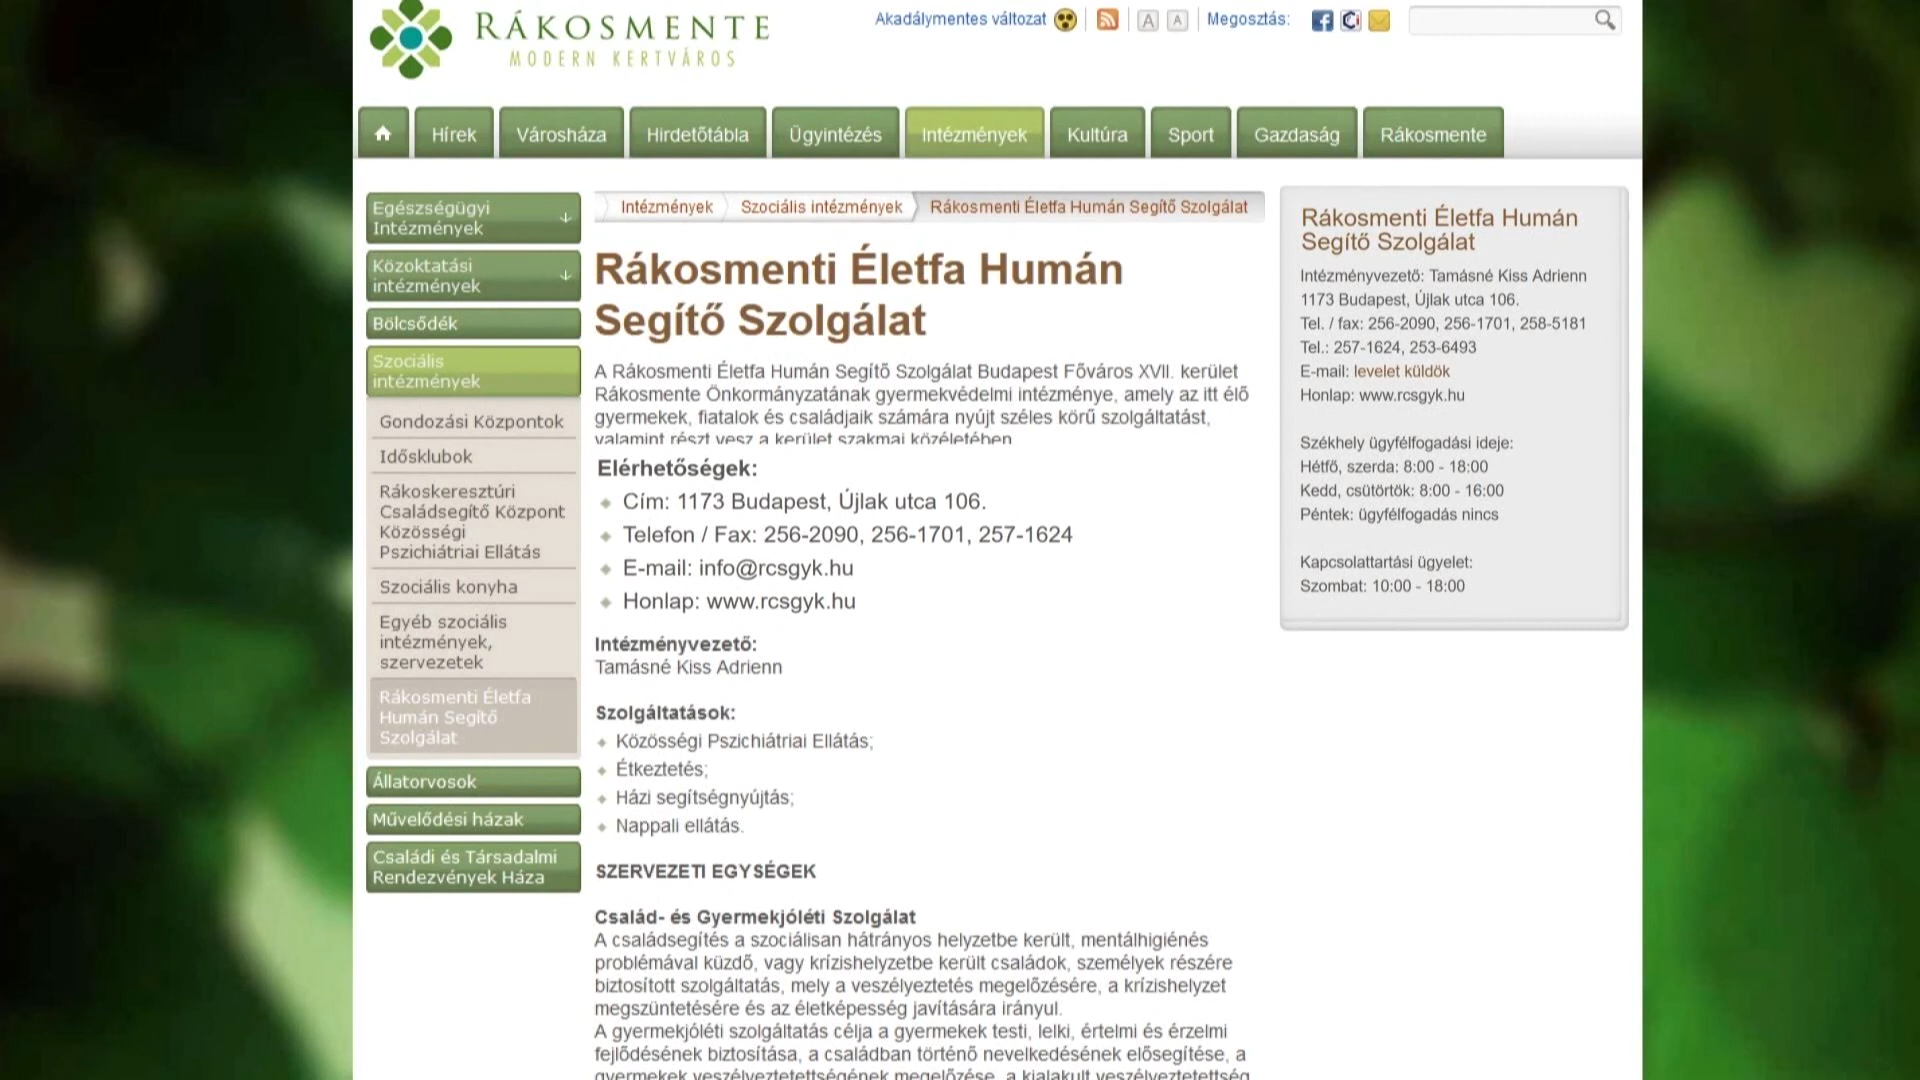 RÁKOSMENTE
MODERN KERTVÁROS
Akadálymentes változat
A
A
Megosztás:
Hírek
Városháza
Hirdetőtábla
Ügyintézés
Intézmények
Kultúra
Sport
Gazdaság
Rákosmente
Egészségügyi
Intézmények
Közoktatási
intézmények
Bölcsődék
Szociális
intézmények
Gondozási Központok
Idősklubok
Rákoskeresztúri
Családsegítő Központ
Közösségi
Pszichiátriai Ellátás
Szociális konyha
Egyéb szociális
intézmények,
szervezetek
Rákosmenti Életfa
Humán Segítő
Szolgálat
Állatorvosok
Művelődési házak
Családi és Társadalmi
Rendezvények Háza
Intézmények
Szociális intézmények
Rákosmenti Életfa Humán Segítő Szolgálat
Rákosmenti Életfa Humán
Segítő Szolgálat
A Rákosmenti Életfa Humán Segítő Szolgálat Budapest Főváros XVII. kerület
Rákosmente Önkormányzatának gyermekvédelmi intézménye, amely az itt élő
gyermekek, fiatalok és családjaik számára nyújt széles körű szolgáltatást,
valamint részt vesz a kerület szakmai közéletében
Elérhetőségek:
Cím: 1173 Budapest, Újlak utca 106.
Telefon / Fax: 256-2090, 256-1701, 257-1624
E-mail: info@rcsgyk.hu
Honlap: www.rcsgyk.hu
Intézményvezető:
Tamásné Kiss Adrienn
Szolgáltatások:
Közösségi Pszichiátriai Ellátás;
Étkeztetés;
Házi segítségnyújtás;
Nappali ellátás.
SZERVEZETI EGYSÉGEK
Család- és Gyermekjóléti Szolgálat
A családsegítés a szociálisan hátrányos helyzetbe került, mentálhigiénés
problémával küzdő, vagy krízishelyzetbe került családok, személyek részére
biztosított szolgáltatás, mely a veszélyeztetés megelőzésére, a krízishelyzet
megszüntetésére és az életképesség javítására irányul.
A gyermekjóléti szolgáltatás célja a gyermekek testi, lelki, értelmi és érzelmi
fejlődésének biztosítása, a családban történő nevelkedésének elősegítése, a
gyermekek veszélyeztetettségének megelőzése, a kialakult veszélyeztetettség
Rákosmenti Életfa Humán
Segítő Szolgálat
Intézményvezető: Tamásné Kiss Adrienn
1173 Budapest, Újlak utca 106.
Tel. / fax: 256-2090, 256-1701, 258-5181
Tel.: 257-1624, 253-6493
E-mail: levelet küldök
Honlap: www.rcsgyk.hu
Székhely ügyfélfogadási ideje:
Hétfő, szerda: 8:00 - 18:00
Kedd, csütörtök: 8:00 - 16:00
Péntek: ügyfélfogadás nincs
Kapcsolattartási ügyelet:
Szombat: 10:00 - 18:00